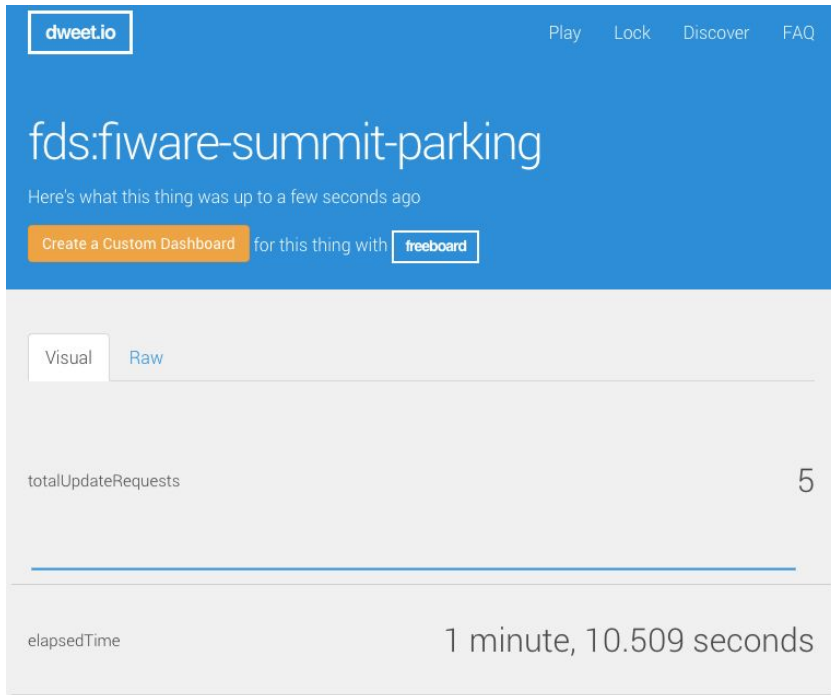 dweet.io Play Lock Discover FAQ
fds:fiware-summit-parking
Here's what this thing was up to a few seconds ago
Create a Custom Dashboard for this thing with freeboard
Visual Raw
totalUpdateRequests 5
elapsedTime 1 minute, 10.509 seconds